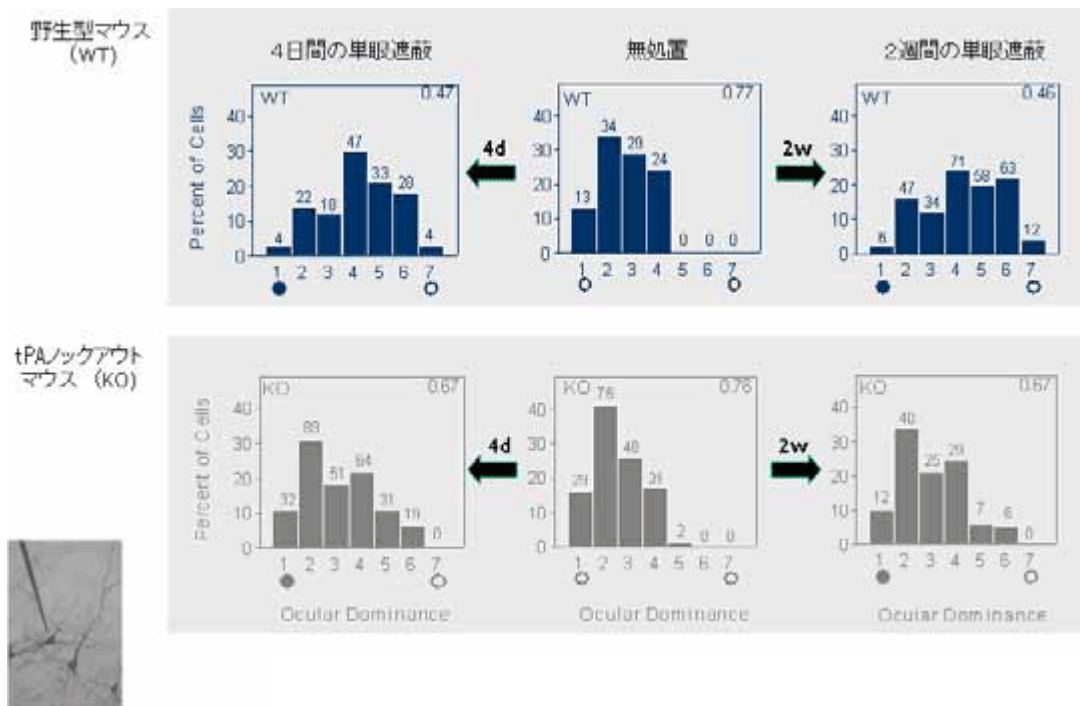 野生型マウス
(WT)
4日間の単眼遮蔽
無処置
2週間の単眼遮蔽
WT 0.47
Percent of Cells
40
30
20
10
0
4 22 18 47 33 28 4
1 2 3 4 5 6 7
4d
WT 0.77
40
30
20
10
0
13 34 29 24 0 0 0
1 2 3 4 5 6 7
2w
WT 0.46
40
30
20
10
0
6 47 34 71 58 63 12
1 2 3 4 5 6 7
tPAノックアウト
マウス (KO)
KO 0.67
Percent of Cells
40
30
20
10
0
32 89 51 64 31 19 0
1 2 3 4 5 6 7
Ocular Dominance
4d
KO 0.76
40
30
20
10
0
29 76 48 31 2 0 0
1 2 3 4 5 6 7
Ocular Dominance
2w
KO 0.67
40
30
20
10
0
12 40 25 29 7 6 0
1 2 3 4 5 6 7
Ocular Dominance